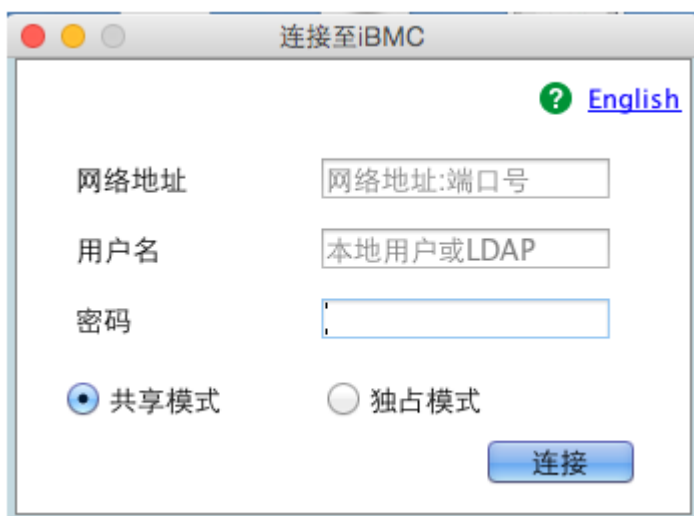 连接至iBMC
? English
网络地址 网络地址:端口号
用户名 本地用户或LDAP
密码
共享模式 独占模式
连接